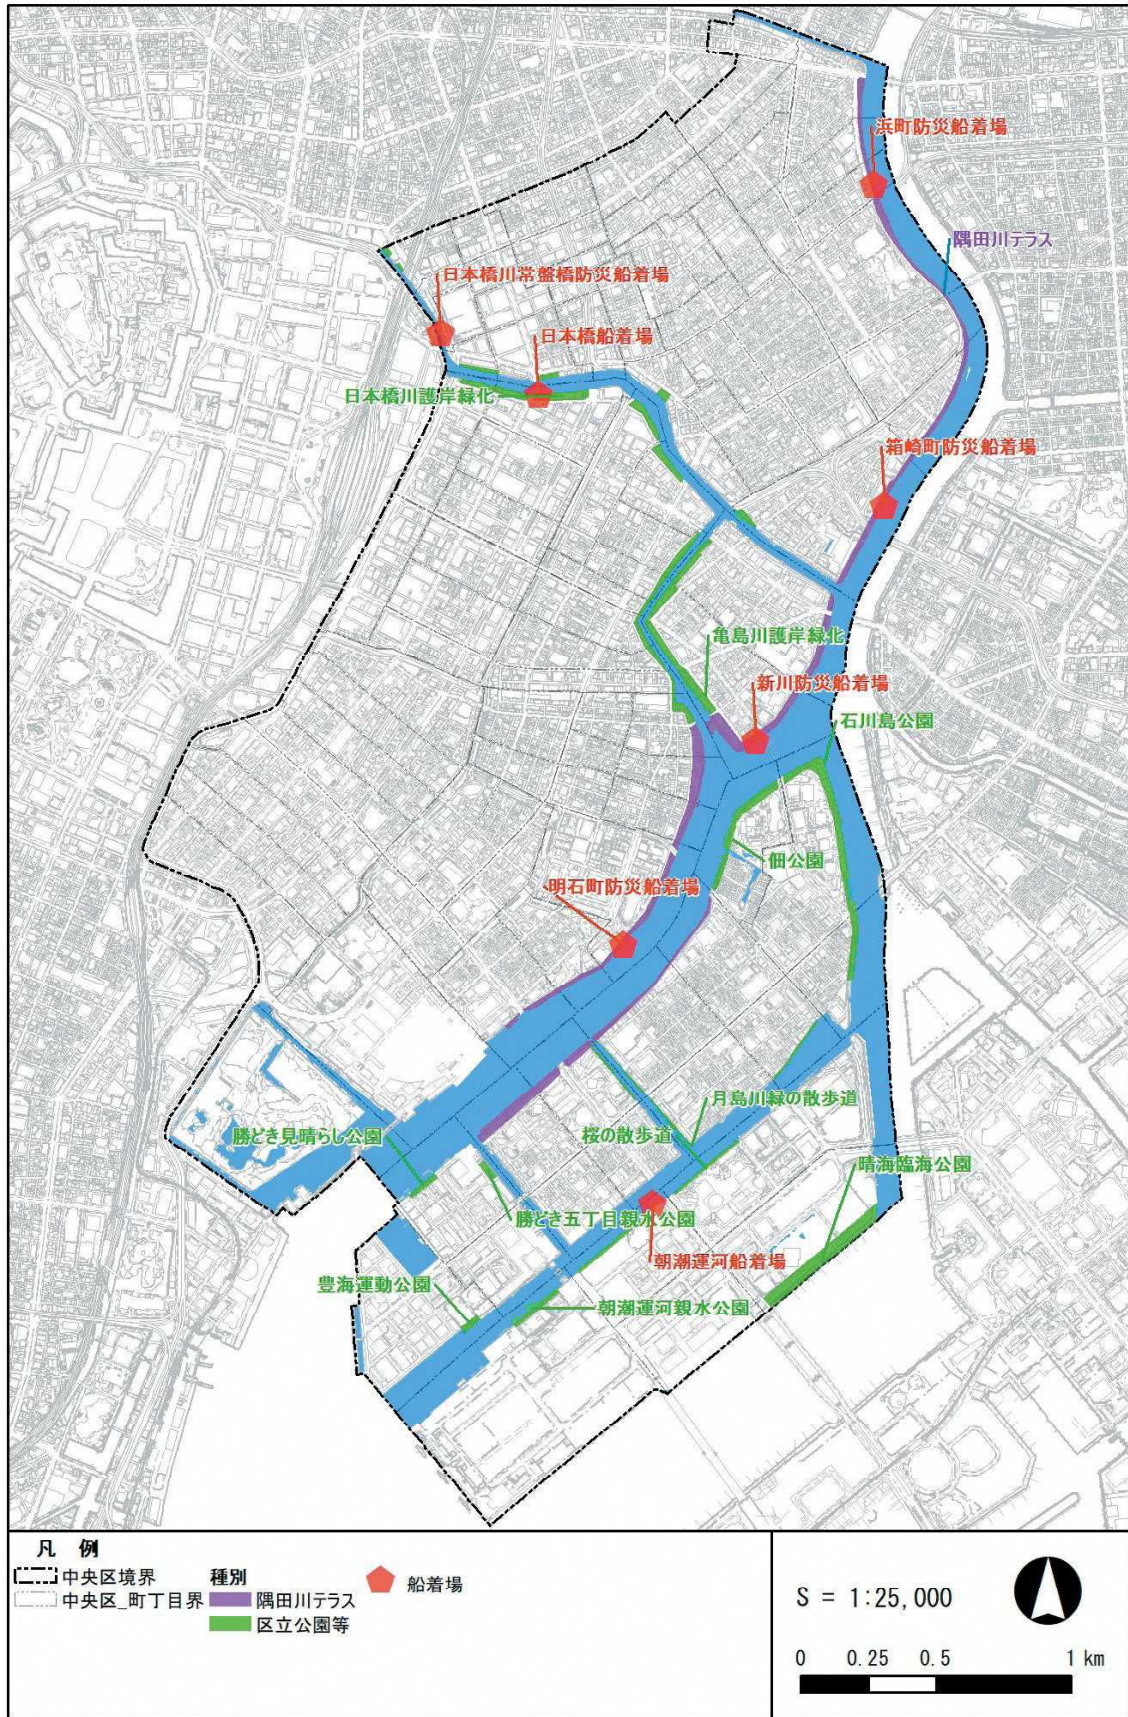 浜町防災船着場
隅田川テラス
日本橋川常盤橋防災船着場
日本橋船着場
日本橋川護岸緑化
箱崎町防災船着場
亀島川護岸緑化
新川防災船着場
石川島公園
佃公園
明石町防災船着場
月島川緑の散歩道
勝どき見晴らし公園
桜の散歩道
晴海臨海公園
勝どき五丁目親水公園
朝潮運河船着場
豊海運動公園
朝潮運河親水公園
凡 例
中央区境界
種別
船着場
中央区_町丁目界
隅田川テラス
区立公園等
S = 1:25,000
0 0.25 0.5 1 km